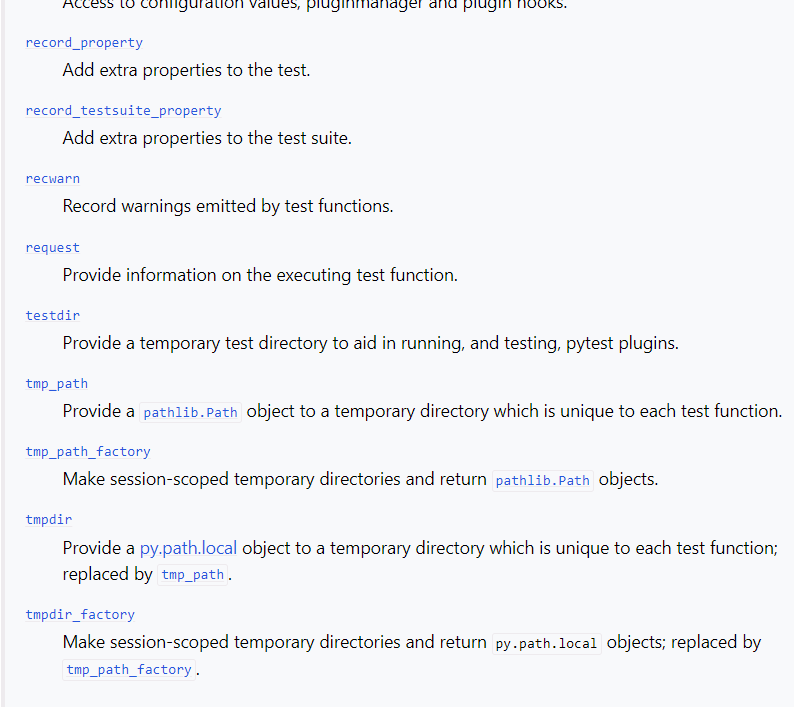 Access to configuration values, pluginmanager and plugin hooks.
record_property
Add extra properties to the test.
record_testsuite_property
Add extra properties to the test suite.
recwarn
Record warnings emitted by test functions.
request
Provide information on the executing test function.
testdir
Provide a temporary test directory to aid in running, and testing, pytest plugins.
tmp_path
Provide a pathlib.Path object to a temporary directory which is unique to each test function.
tmp_path_factory
Make session-scoped temporary directories and return pathlib.Path objects.
tmpdir
Provide a py.path.local object to a temporary directory which is unique to each test function;
replaced by tmp_path.
tmpdir_factory
Make session-scoped temporary directories and return py.path.local objects; replaced by
tmp_path_factory.